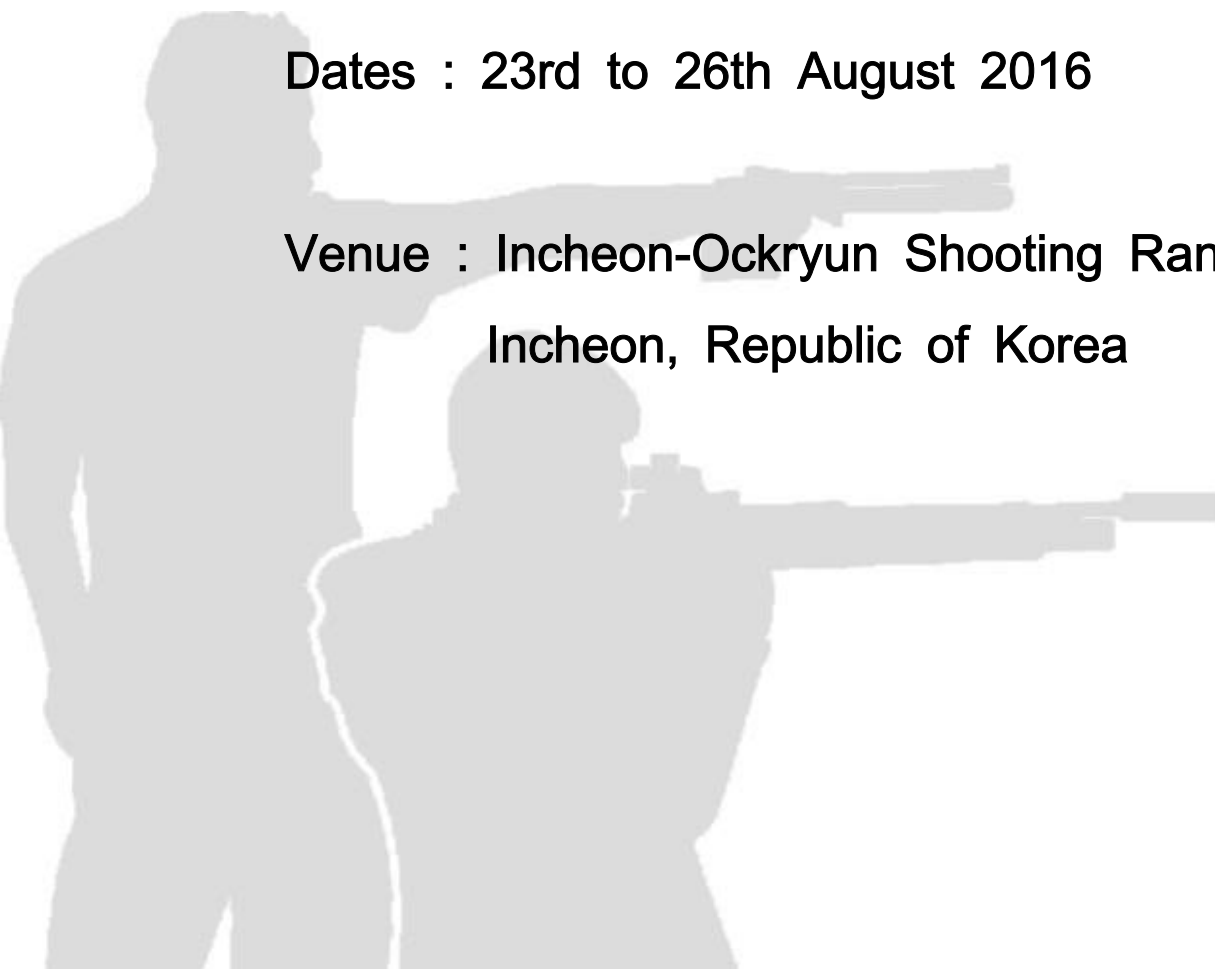 Dates : 23rd to 26th August 2016
Venue : Incheon-Ockryun Shooting Ran
Incheon, Republic of Korea